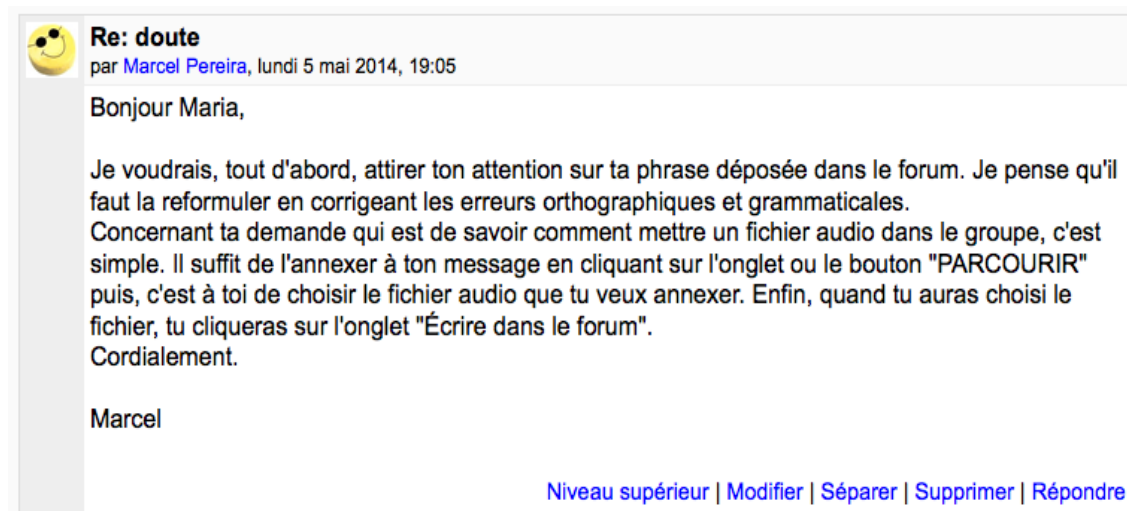 Re: doute
par Marcel Pereira, lundi 5 mai 2014, 19:05
Bonjour Maria,
Je voudrais, tout d'abord, attirer ton attention sur ta phrase déposée dans le forum. Je pense qu'il
faut la reformuler en corrigeant les erreurs orthographiques et grammaticales.
Concernant ta demande qui est de savoir comment mettre un fichier audio dans le groupe, c'est
simple. Il suffit de l'annexer à ton message en cliquant sur l'onglet ou le bouton "PARCOURIR"
puis, c'est à toi de choisir le fichier audio que tu veux annexer. Enfin, quand tu auras choisi le
fichier, tu cliqueras sur l'onglet "Écrire dans le forum".
Cordialement.
Marcel
Niveau supérieur | Modifier | Séparer | Supprimer | Répondre